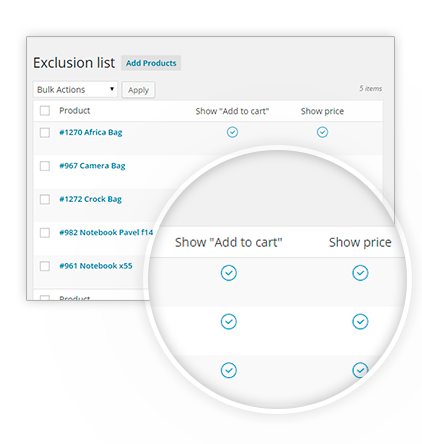 Exclusion list Add Products
Bulk Actions Apply 5 items
Product Show "Add to cart" Show price
#1270 Africa Bag
#967 Camera Bag
#1272 Crock Bag
#982 Notebook Pavel f14
#961 Notebook x55
Product
Show "Add to cart" Show price